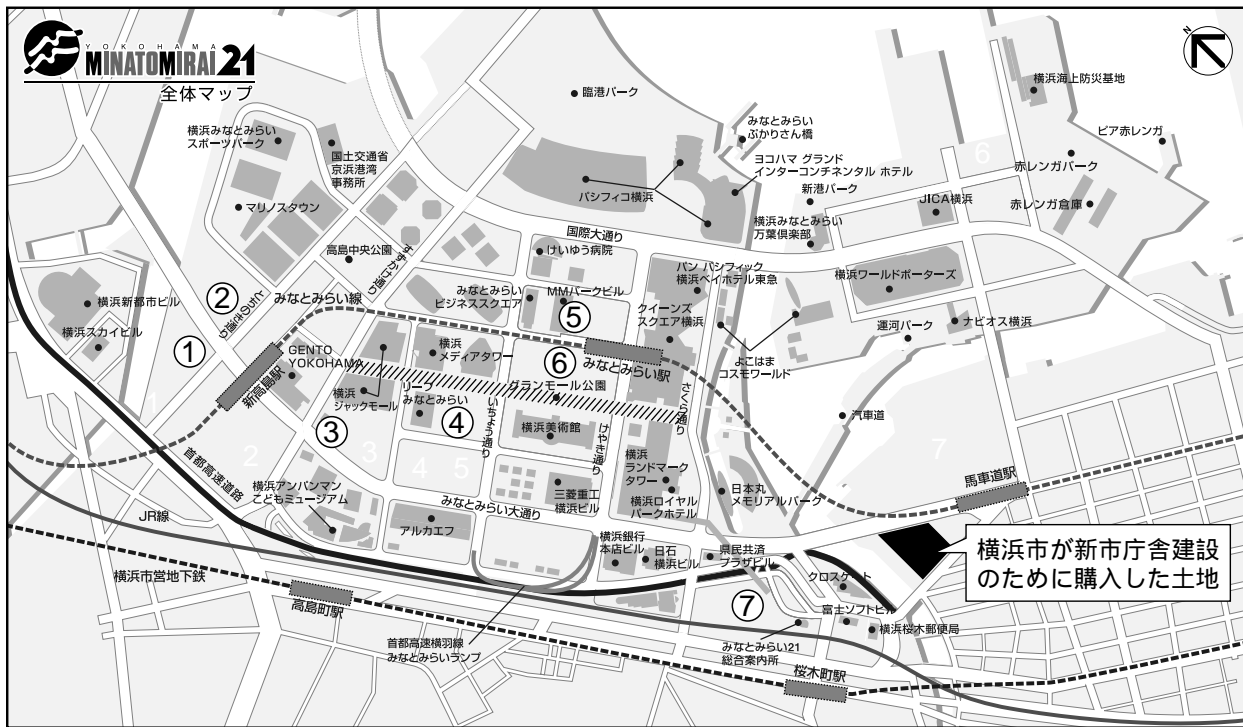 YOKOHAMA
MINATOMIRAI 21
全体マップ
N
臨港パーク
みなとみらい
ぷかりさん橋
横浜海上防災基地
ピア赤レンガ
横浜みなとみらい
スポーツパーク
国土交通省
京浜港湾
事務所
ヨコハマ グランド
インターコンチネンタル ホテル
6
赤レンガパーク
パシフィコ横浜
新港パーク
マリノスタウン
JICA横浜
赤レンガ倉庫
横浜みなとみらい
万葉倶楽部
国際大通り
けいゆう病院
高島中央公園
すずかけ通り
パン パシフィック
横浜ベイホテル東急
横浜ワールドポーターズ
横浜新都市ビル
②
とちのき通り
みなとみらい線
みなとみらい
ビジネススクエア
MMパークビル
クイーンズ
スクエア横浜
⑤
横浜スカイビル
運河パーク
ナビオス横浜
①
GENTO
YOKOHAMA
新高島駅
横浜
メディアタワー
⑥
みなとみらい駅
よこはま
コスモワールド
グランモール公園
横浜
ジャックモール
リーフ
みなとみらい
さくら通り
汽車道
1
③
④
いちょう通り
横浜美術館
けやき通り
2
3
4
5
7
首都高速道路
横浜
ランドマーク
タワー
馬車道駅
横浜アンパンマン
こどもミュージアム
三菱重工
横浜ビル
横浜ロイヤル
パークホテル
日本丸
メモリアルパーク
みなとみらい大通り
アルカエフ
JR線
横浜銀行
本店ビル
日石
横浜ビル
県民共済
プラザビル
横浜市が新市庁舎建設
のために購入した土地
横浜市営地下鉄
クロスゲート
高島町駅
⑦
富士ソフトビル
横浜桜木郵便局
首都高速横羽線
みなとみらいランプ
みなとみらい21
総合案内所
桜木町駅